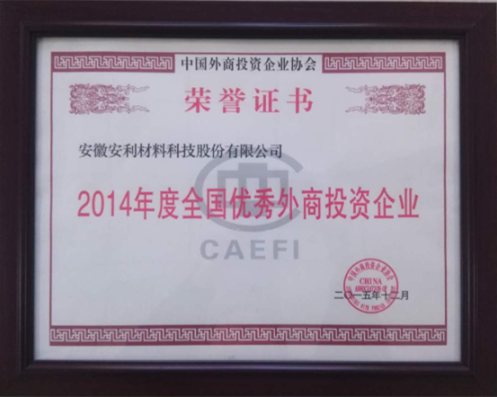 中国外商投资企业协会
荣誉证书
安徽安利材料科技股份有限公司
2014年度全国优秀外商投资企业
CAEFI
CHINA
二〇一五年十二月